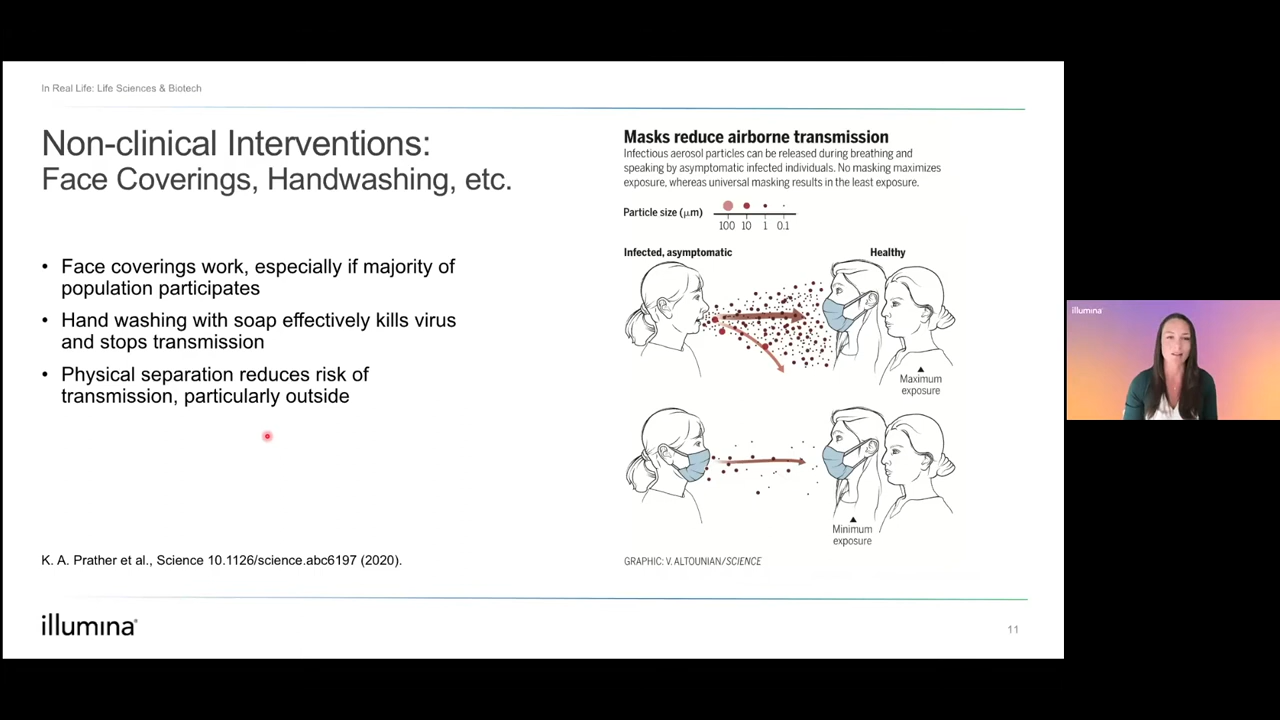 In Real Life: Life Sciences & Biotech
Non-clinical Interventions:
Face Coverings, Handwashing, etc.
• Face coverings work, especially if majority of
population participates
• Hand washing with soap effectively kills virus
and stops transmission
• Physical separation reduces risk of
transmission, particularly outside
K. A. Prather et al., Science 10.1126/science.abc6197 (2020).
Masks reduce airborne transmission
Infectious aerosol particles can be released during breathing and
speaking by asymptomatic infected individuals. No masking maximizes
exposure, whereas universal masking results in the least exposure.
Particle size (μm)
100 10 1 0.1
Infected, asymptomatic
Healthy
Maximum
exposure
Minimum
exposure
GRAPHIC: V. ALTOUNIAN/SCIENCE
illumina®
11
illumina®